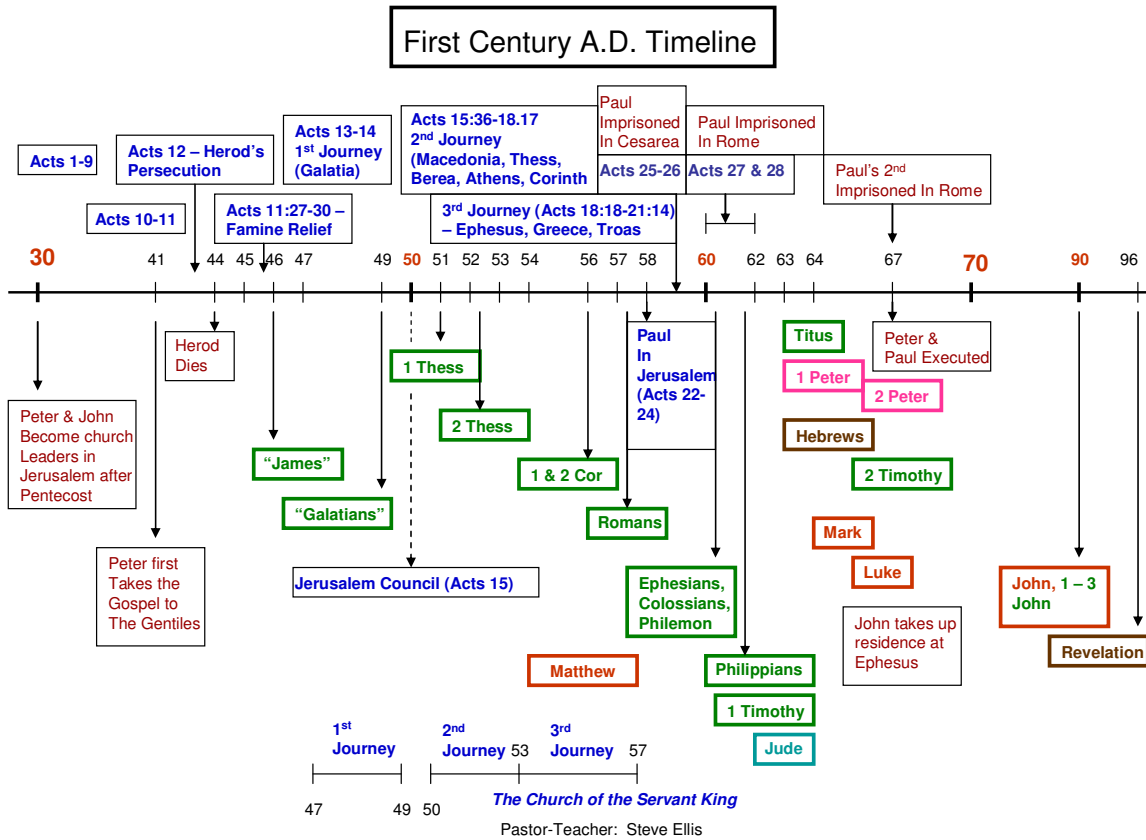 First Century A.D. Timeline
Acts 1-9
Acts 10-11
Acts 12 – Herod's
Persecution
Acts 11:27-30 –
Famine Relief
Acts 13-14
1st Journey
(Galatia)
Acts 15:36-18.17
2nd Journey
(Macedonia, Thess,
Berea, Athens, Corinth
3rd Journey (Acts 18:18-21:14)
– Ephesus, Greece, Troas
Paul
Imprisoned
In Cesarea
Acts 25-26
Paul Imprisoned
In Rome
Acts 27 & 28
Paul's 2nd
Imprisoned In Rome
30 41 44 45 46 47 49 50 51 52 53 54 56 57 58 60 62 63 64 67 70 90 96
Peter & John
Become church
Leaders in
Jerusalem after
Pentecost
Peter first
Takes the
Gospel to
The Gentiles
Herod
Dies
"James"
"Galatians"
Jerusalem Council (Acts 15)
1 Thess
2 Thess
1 & 2 Cor
Romans
Paul
In
Jerusalem
(Acts 22-
24)
Ephesians,
Colossians,
Philemon
Matthew
Philippians
1 Timothy
Jude
Titus
1 Peter
2 Peter
Hebrews
2 Timothy
Mark
Luke
Peter &
Paul Executed
John takes up
residence at
Ephesus
John, 1 – 3
John
Revelation
1st
Journey
47 49
2nd
Journey
50 53
3rd
Journey
57
The Church of the Servant King
Pastor-Teacher: Steve Ellis